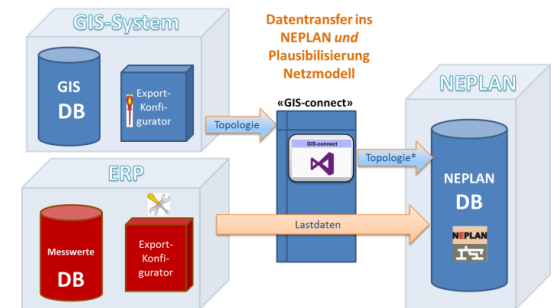 GIS-System
Datentransfer ins
NEPLAN und
Plausibilisierung
Netzmodell
«GIS-connect»
NEPLAN
GIS
DB
Export-
Konfi-
gurator
Topologie
GIS-connect
Topologie*
NEPLAN
DB
NEPLAN
ERP
Messwerte
DB
Export-
Konfi-
gurator
Lastdaten